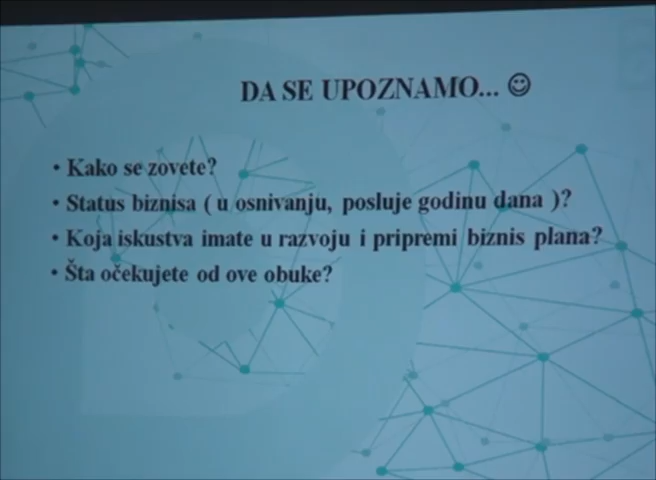 DA SE UPOZNAMO... ☺
• Kako se zovete?
• Status biznisa ( u osnivanju, posluje godinu dana )?
• Koja iskustva imate u razvoju i pripremi biznis plana?
• Šta očekujete od ove obuke?